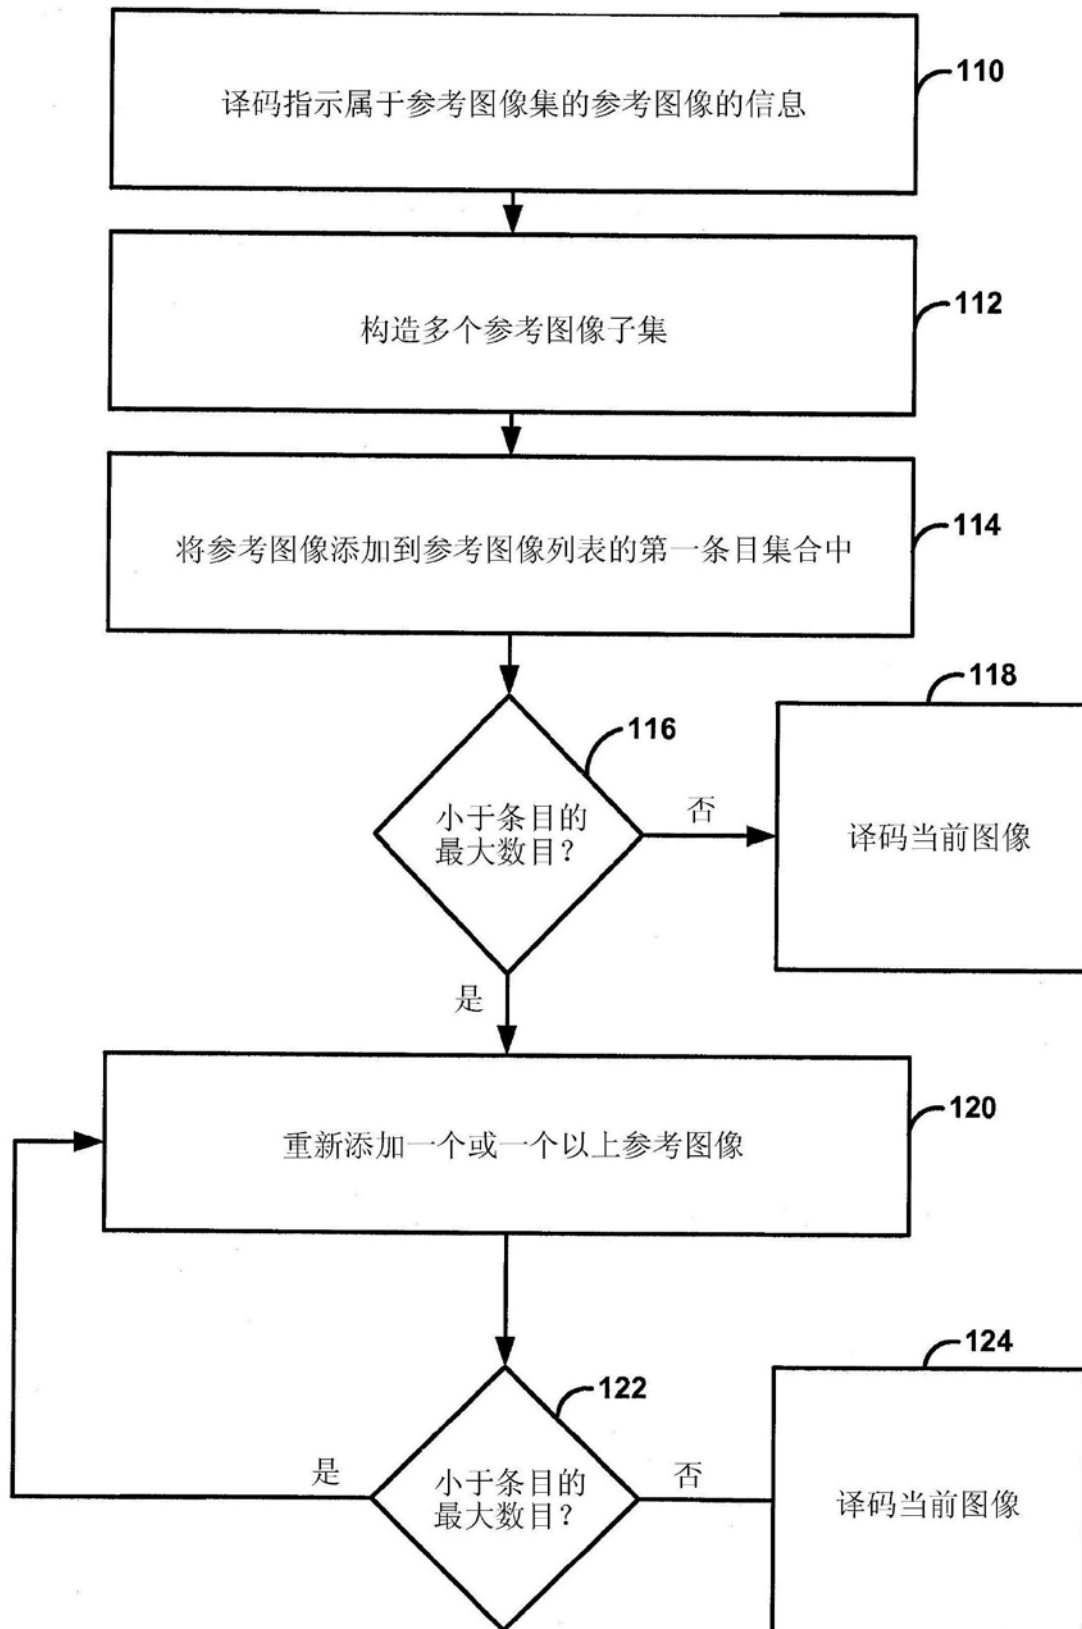 译码指示属于参考图像集的参考图像的信息
110
构造多个参考图像子集
112
将参考图像添加到参考图像列表的第一条目集合中
114
小于条目的
最大数目?
116
否
译码当前图像
118
是
重新添加一个或一个以上参考图像
120
小于条目的
最大数目?
122
是
否
译码当前图像
124